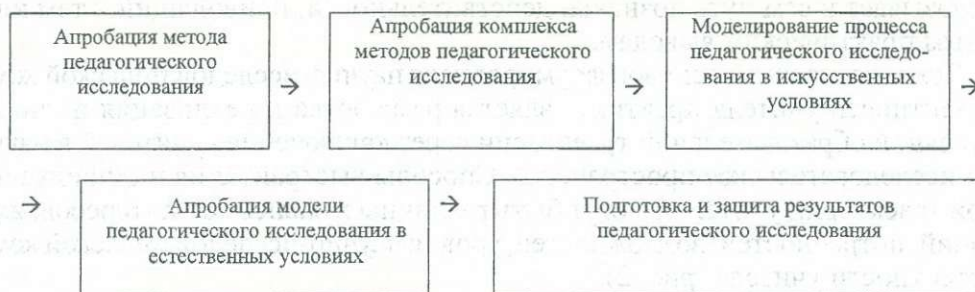 Апробация метода
педагогического
исследования
→
Апробация комплекса
методов педагогического
исследования
→
Моделирование процесса
педагогического исследо-
вания в искусственных
условиях
→
→
Апробация модели
педагогического исследования в
естественных условиях
→
Подготовка и защита результатов
педагогического исследования